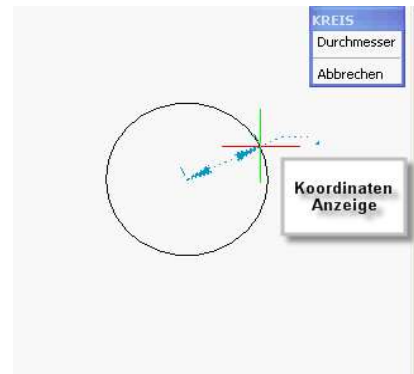 KREIS
Durchmesser
Abbrechen
Koordinaten
Anzeige